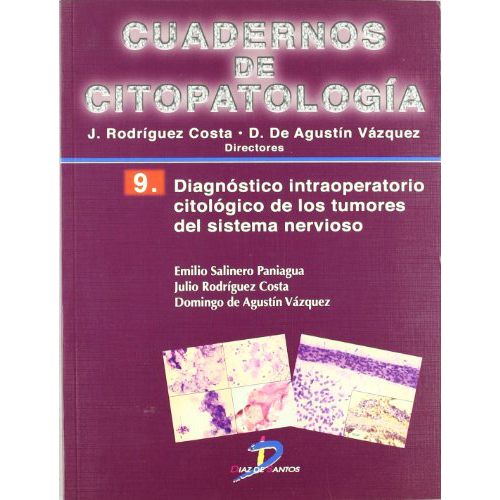 CUADERNOS
DE
CITOPATOLOGÍA
J. Rodríguez Costa • D. De Agustín Vázquez
Directores
9. Diagnóstico intraoperatorio
citológico de los tumores
del sistema nervioso
Emilio Salinero Paniagua
Julio Rodríguez Costa
Domingo de Agustín Vázquez
DIAZ DE SANTOS